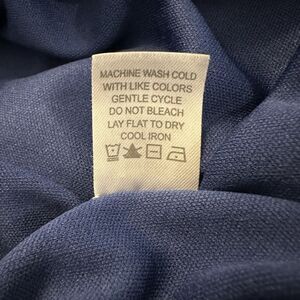 MACHINE WASH COLD
WITH LIKE COLORS
GENTLE CYCLE
DO NOT BLEACH
LAY FLAT TO DRY
COOL IRON